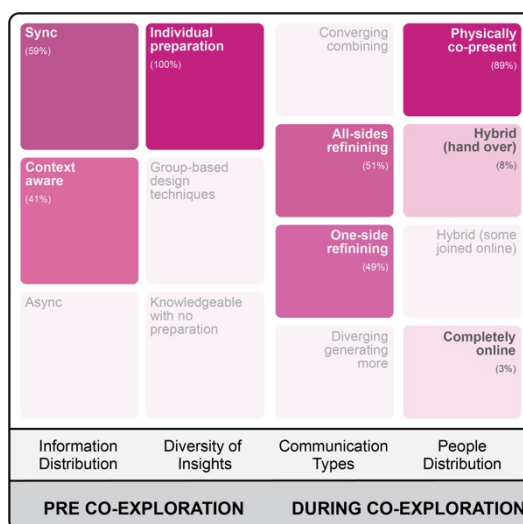 Sync
(59%)
Context
aware
(41%)
Async
Individual
preparation
(100%)
Group-based
design
techniques
Knowledgeable
with no
preparation
Converging
combining
All-sides
refinining
(51%)
One-side
refinining
(49%)
Diverging
generating
more
Physically
co-present
(89%)
Hybrid
(hand over)
(8%)
Hybrid (some
joined online)
Completely
online
(3%)
Information
Distribution
Diversity of
Insights
Communication
Types
People
Distribution
PRE CO-EXPLORATION
DURING CO-EXPLORATION